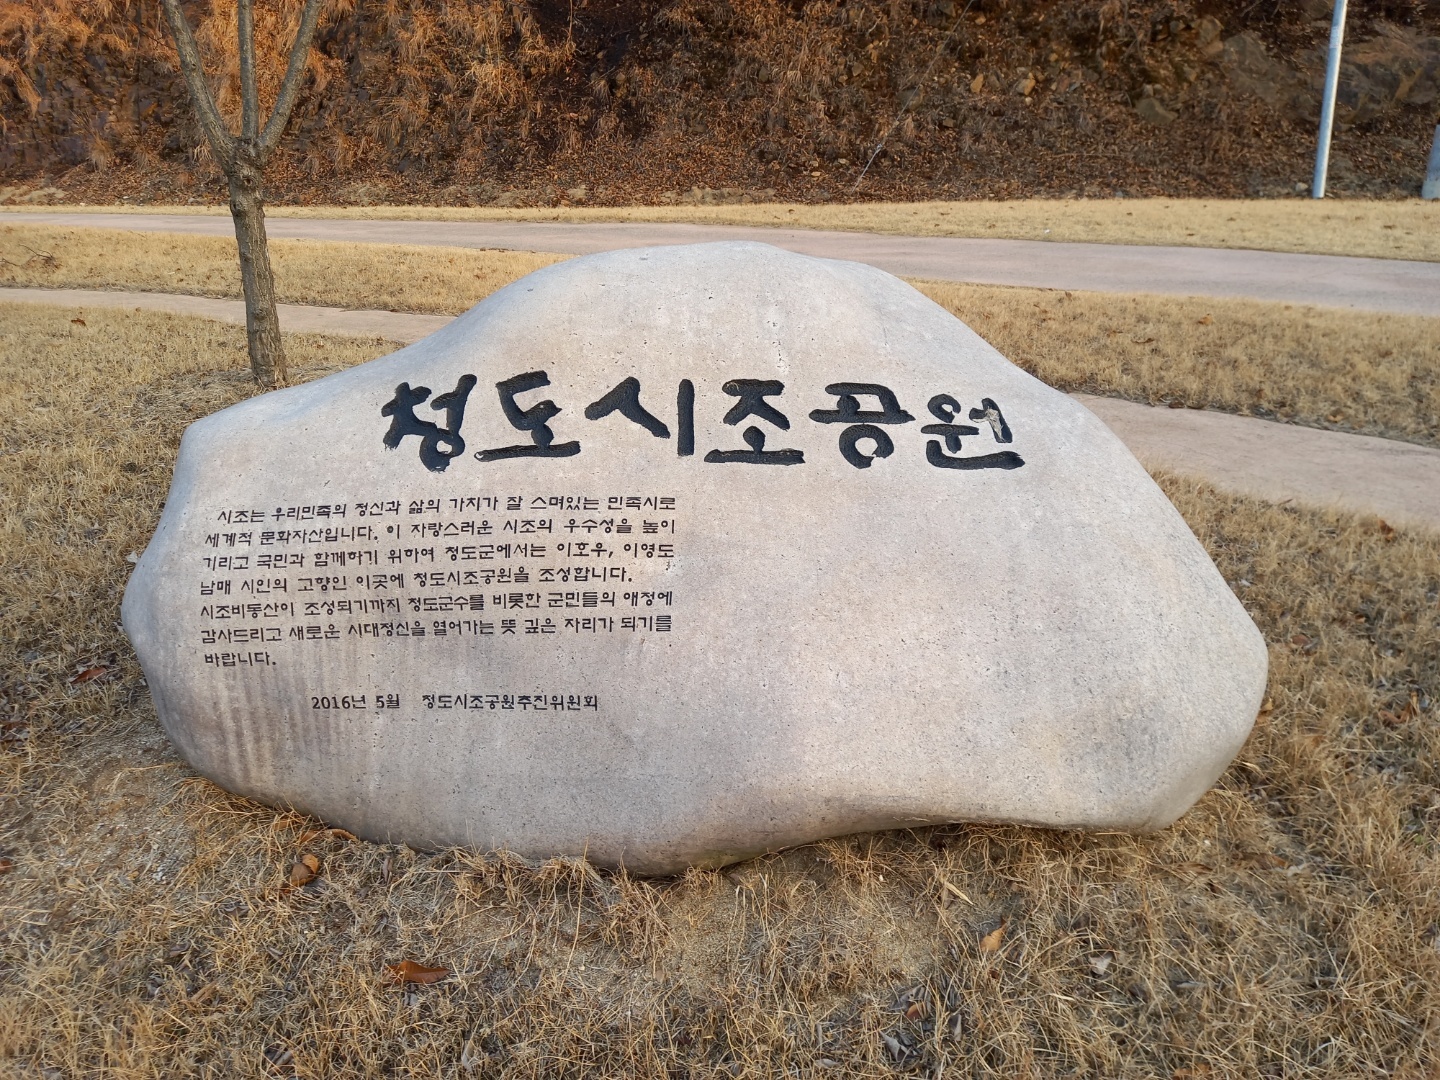 청도시조공원
시조는 우리민족의 정신과 삶의 가치가 잘 스며있는 민족시로
세계적 문화자산입니다. 이 자랑스러운 시조의 우수성을 높이
기리고 국민과 함께하기 위하여 청도군에서는 이호우, 이영도
남매 시인의 고향인 이곳에 청도시조공원을 조성합니다.
시조비동산이 조성되기까지 청도군수를 비롯한 군민들의 애정에
감사드리고 새로운 시대정신을 열어가는 뜻 깊은 자리가 되기를
바랍니다.
2016년 5월 청도시조공원추진위원회